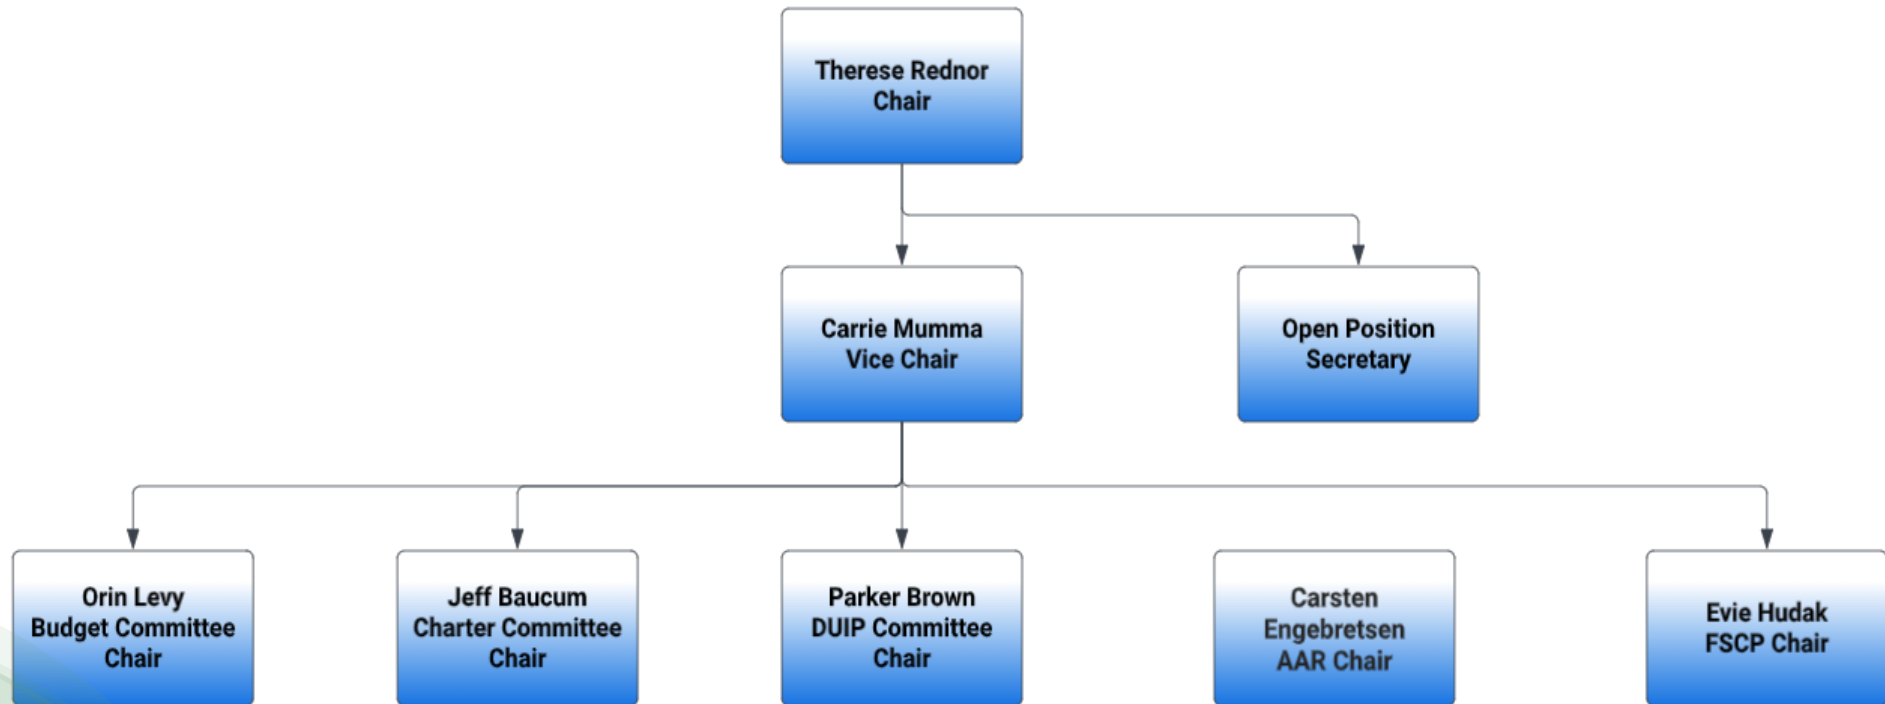 Therese Rednor
Chair
Carrie Mumma
Vice Chair
Open Position
Secretary
Orin Levy
Budget Committee
Chair
Jeff Baucum
Charter Committee
Chair
Parker Brown
DUIP Committee
Chair
Carsten
Engebretsen
AAR Chair
Evie Hudak
FSCP Chair